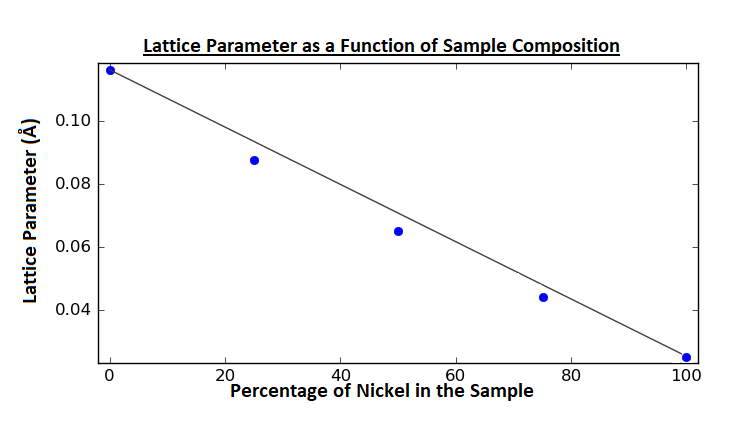 Lattice Parameter as a Function of Sample Composition
Lattice Parameter (Å)
0.10
0.08
0.06
0.04
0 20 40 60 80 100
Percentage of Nickel in the Sample